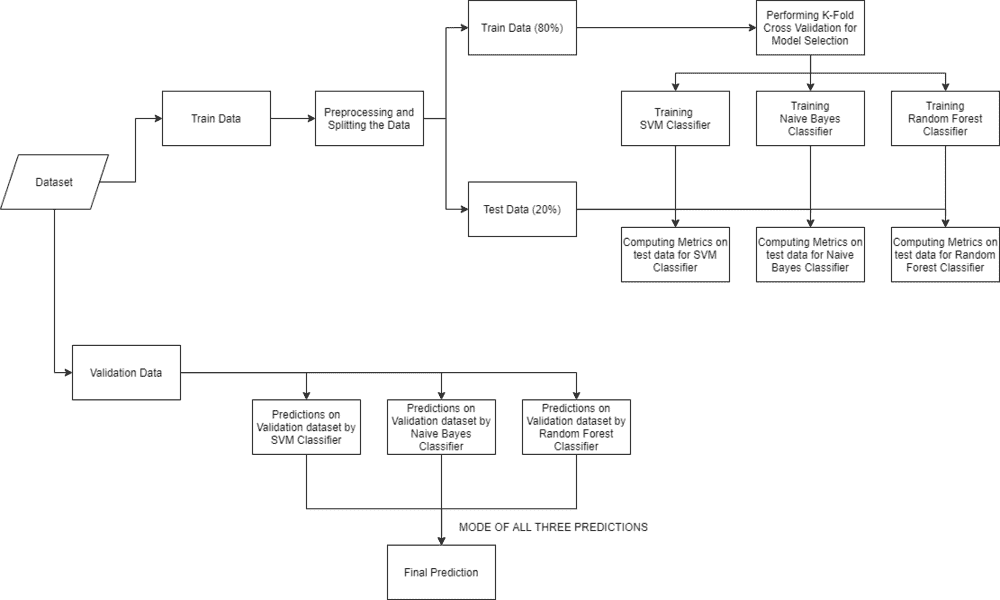 Train Data (80%)
Performing K-Fold
Cross Validation for
Model Selection
Train Data
Preprocessing and
Splitting the Data
Training
SVM Classifier
Training
Naive Bayes
Classifier
Training
Random Forest
Classifier
Dataset
Test Data (20%)
Computing Metrics on
test data for SVM
Classifier
Computing Metrics on
test data for Naive
Bayes Classifier
Computing Metrics on
test data for Random
Forest Classifier
Validation Data
Predictions on
Validation dataset by
SVM Classifier
Predictions on
Validation dataset by
Naive Bayes
Classifier
Predictions on
Validation dataset by
Random Forest
Classifier
MODE OF ALL THREE PREDICTIONS
Final Prediction